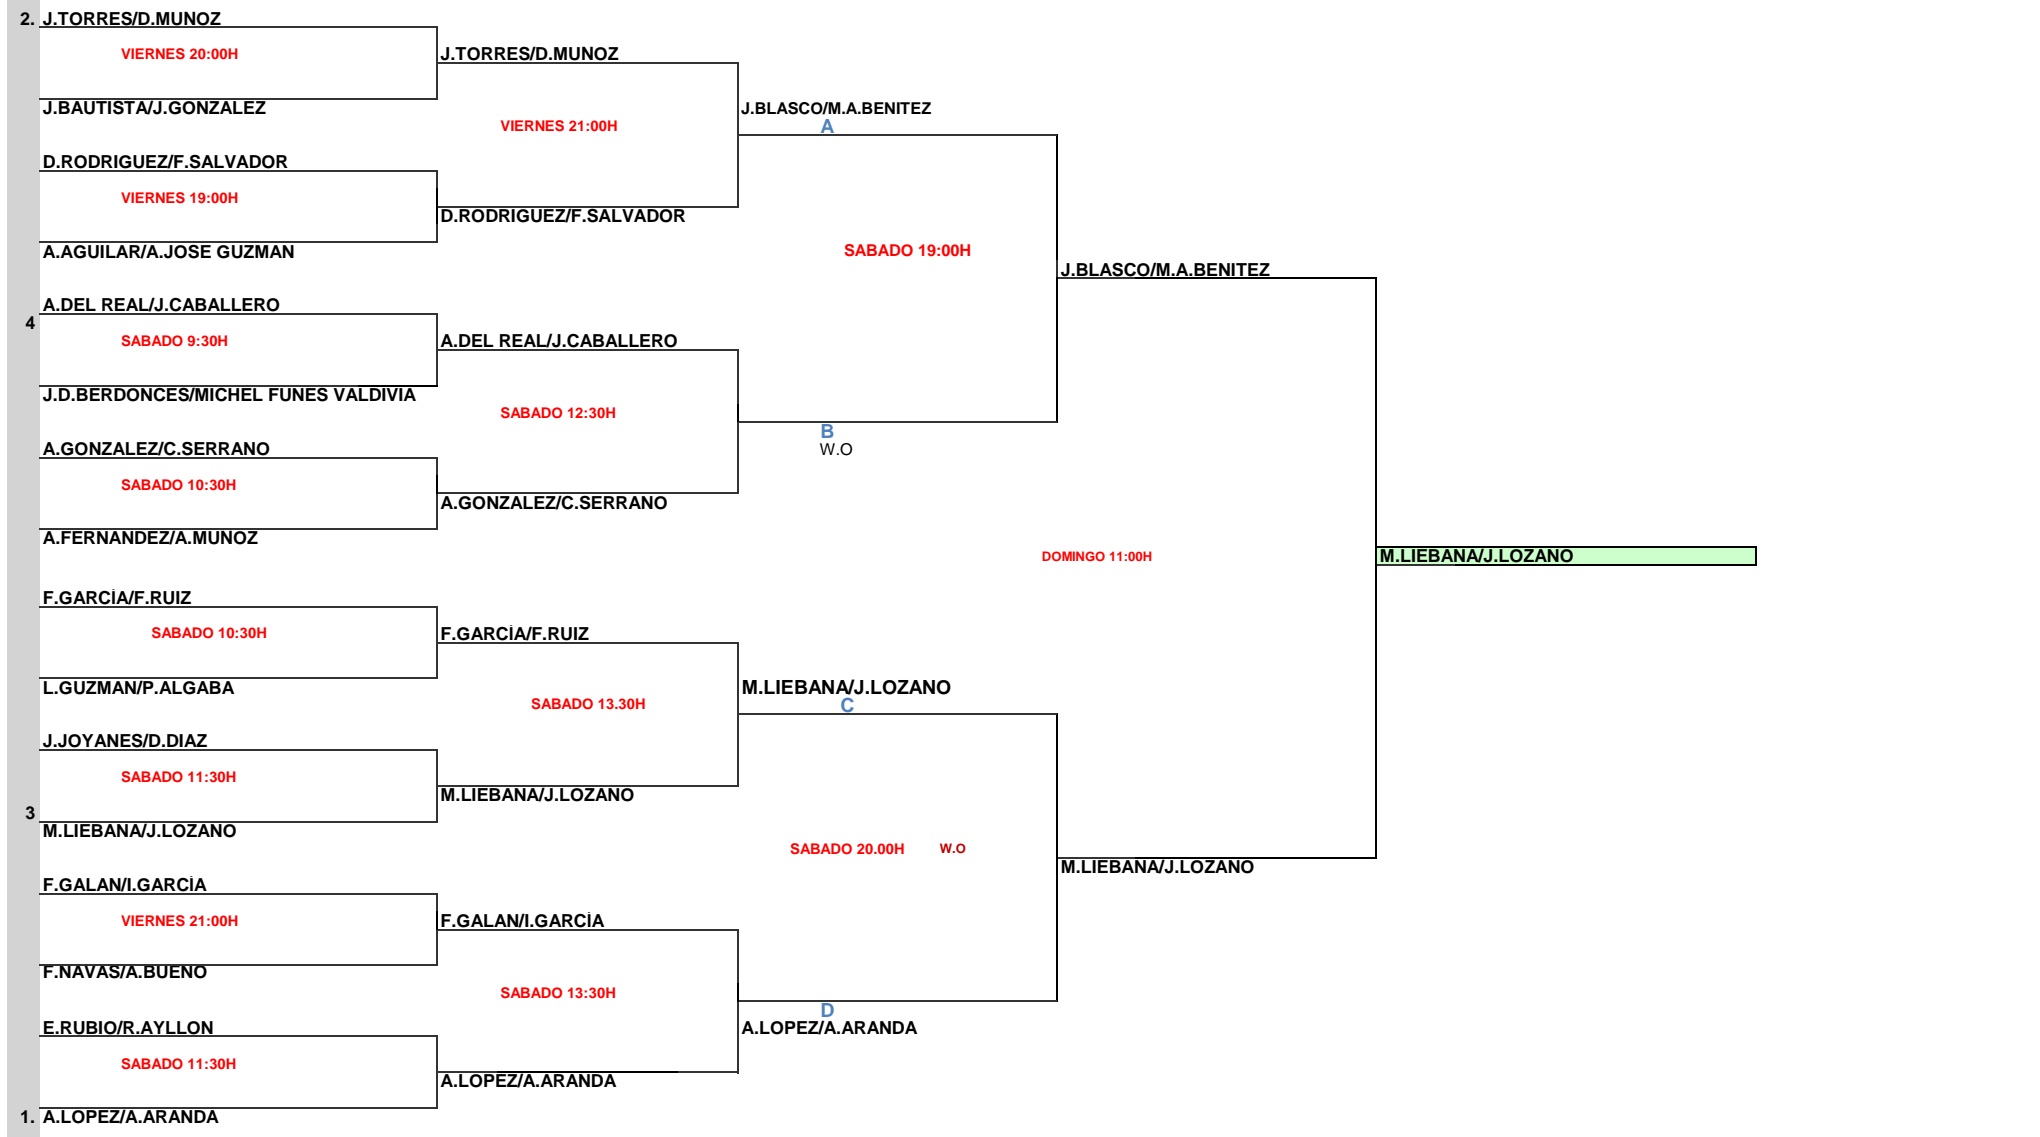 2. J.TORRES/D.MUNOZ
VIERNES 20:00H
J.TORRES/D.MUNOZ
J.BAUTISTA/J.GONZALEZ
J.BLASCO/M.A.BENITEZ
VIERNES 21:00H
A
D.RODRIGUEZ/F.SALVADOR
VIERNES 19:00H
D.RODRIGUEZ/F.SALVADOR
A.AGUILAR/A.JOSE GUZMAN
SABADO 19:00H
J.BLASCO/M.A.BENITEZ
A.DEL REAL/J.CABALLERO
4
SABADO 9:30H
A.DEL REAL/J.CABALLERO
J.D.BERDONCES/MICHEL FUNES VALDIVIA
SABADO 12:30H
B
A.GONZALEZ/C.SERRANO
W.O
SABADO 10:30H
A.GONZALEZ/C.SERRANO
A.FERNANDEZ/A.MUNOZ
DOMINGO 11:00H
M.LIEBANA/J.LOZANO
F.GARCÍA/F.RUIZ
SABADO 10:30H
F.GARCÍA/F.RUIZ
L.GUZMAN/P.ALGABA
M.LIEBANA/J.LOZANO
SABADO 13.30H
C
J.JOYANES/D.DIAZ
SABADO 11:30H
M.LIEBANA/J.LOZANO
3
M.LIEBANA/J.LOZANO
SABADO 20.00H W.O
M.LIEBANA/J.LOZANO
F.GALAN/I.GARCÍA
VIERNES 21:00H
F.GALAN/I.GARCÍA
F.NAVAS/A.BUENO
SABADO 13:30H
D
E.RUBIO/R.AYLLON
A.LOPEZ/A.ARANDA
SABADO 11:30H
A.LOPEZ/A.ARANDA
1. A.LOPEZ/A.ARANDA